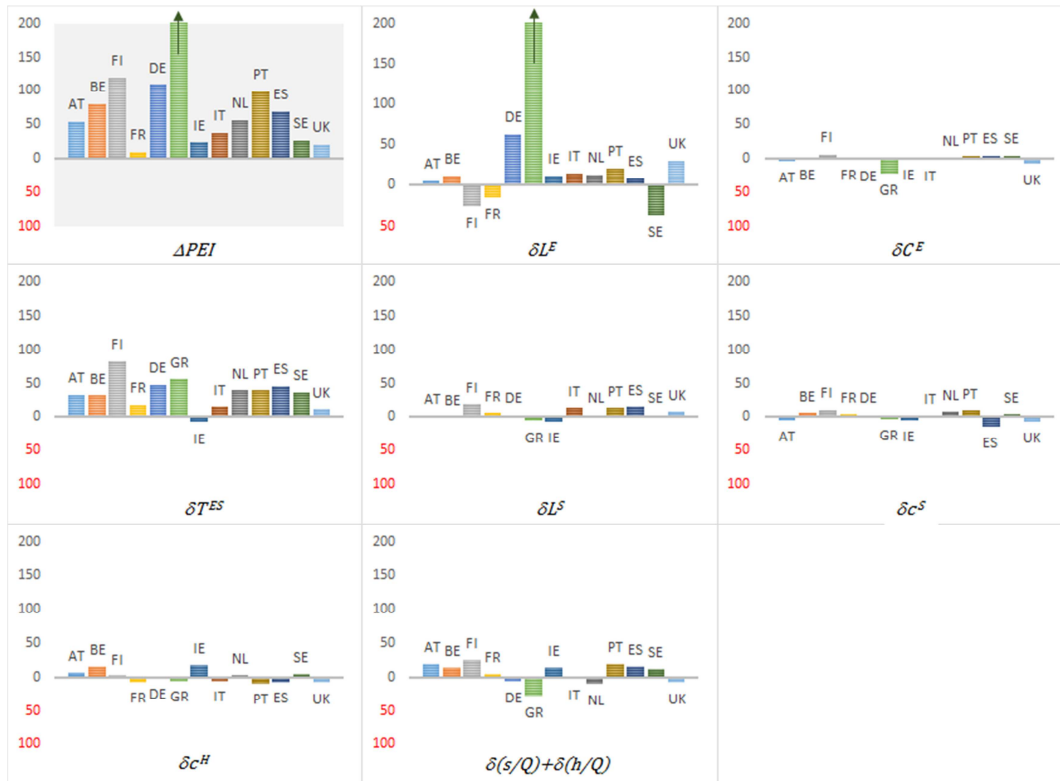 200
150
100
50
0
50
100
AT
BE
FI
FR
DE
IE
IT
NL
PT
ES
SE
UK
ΔPEI
200
150
100
50
0
50
AT
BE
FI
FR
DE
IE
IT
NL
PT
ES
SE
UK
δL^E
200
150
100
50
0
50
100
AT
BE
FI
FR
DE
GR
IE
IT
NL
PT
ES
SE
UK
δC^E
200
150
100
50
0
50
100
AT
BE
FI
FR
DE
GR
IE
IT
NL
PT
ES
SE
UK
δT^ES
200
150
100
50
0
50
100
AT
BE
FI
FR
DE
GR
IE
IT
NL
PT
ES
SE
UK
δL^S
200
150
100
50
0
50
100
AT
BE
FI
FR
DE
GR
IE
IT
NL
PT
ES
SE
UK
δc^S
200
150
100
50
0
50
100
AT
BE
FI
FR
DE
GR
IE
IT
NL
PT
ES
SE
UK
δc^H
200
150
100
50
0
50
100
AT
BE
FI
FR
DE
GR
IE
IT
NL
PT
ES
SE
UK
δ(s/Q)+δ(h/Q)